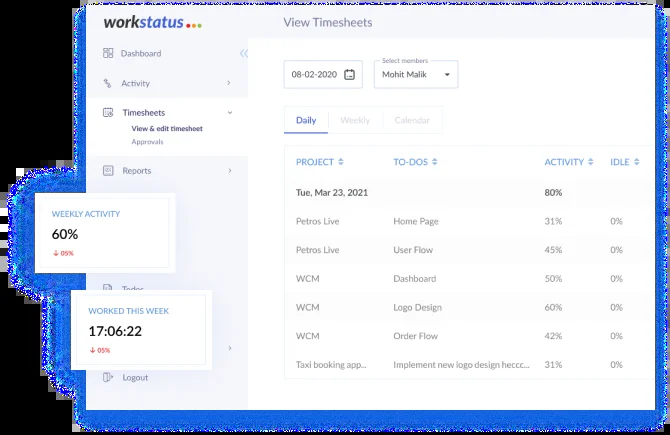 workstatus
View Timesheets
Dashboard
Activity
Timesheets
View & edit timesheet
Approvals
Reports
WEEKLY ACTIVITY
60%
↓ 05%
Todos
WORKED THIS WEEK
17:06:22
↓ 05%
Logout
08-02-2020
Select members
Mohit Malik
Daily Weekly Calendar
PROJECT TO-DOS ACTIVITY IDLE
Tue, Mar 23, 2021 80%
Petros Live Home Page 31% 0%
Petros Live User Flow 45% 0%
WCM Dashboard 50% 0%
WCM Logo Design 60% 0%
WCM Order Flow 42% 0%
Taxi booking app... Implement new logo design heccc... 31% 0%